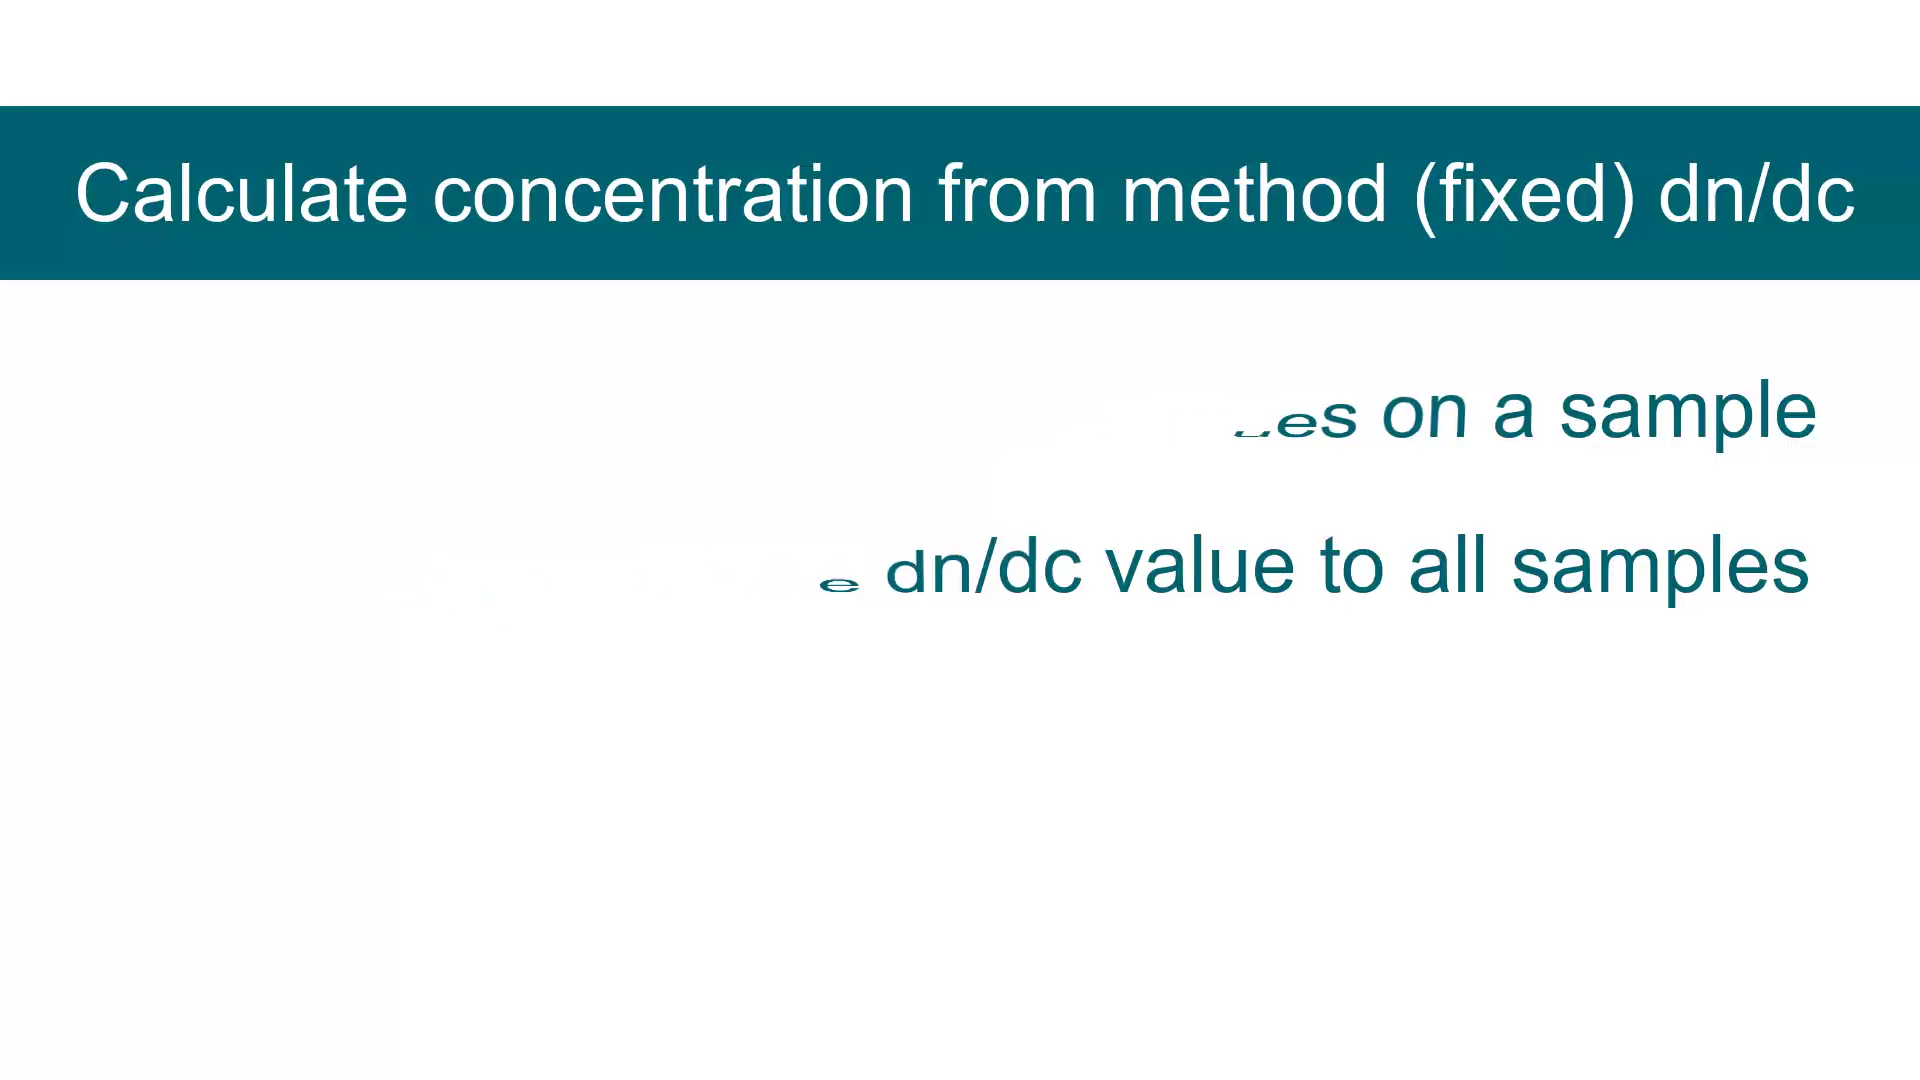 Calculate concentration from method (fixed) dn/dc
on a sample
dn/dc value to all samples